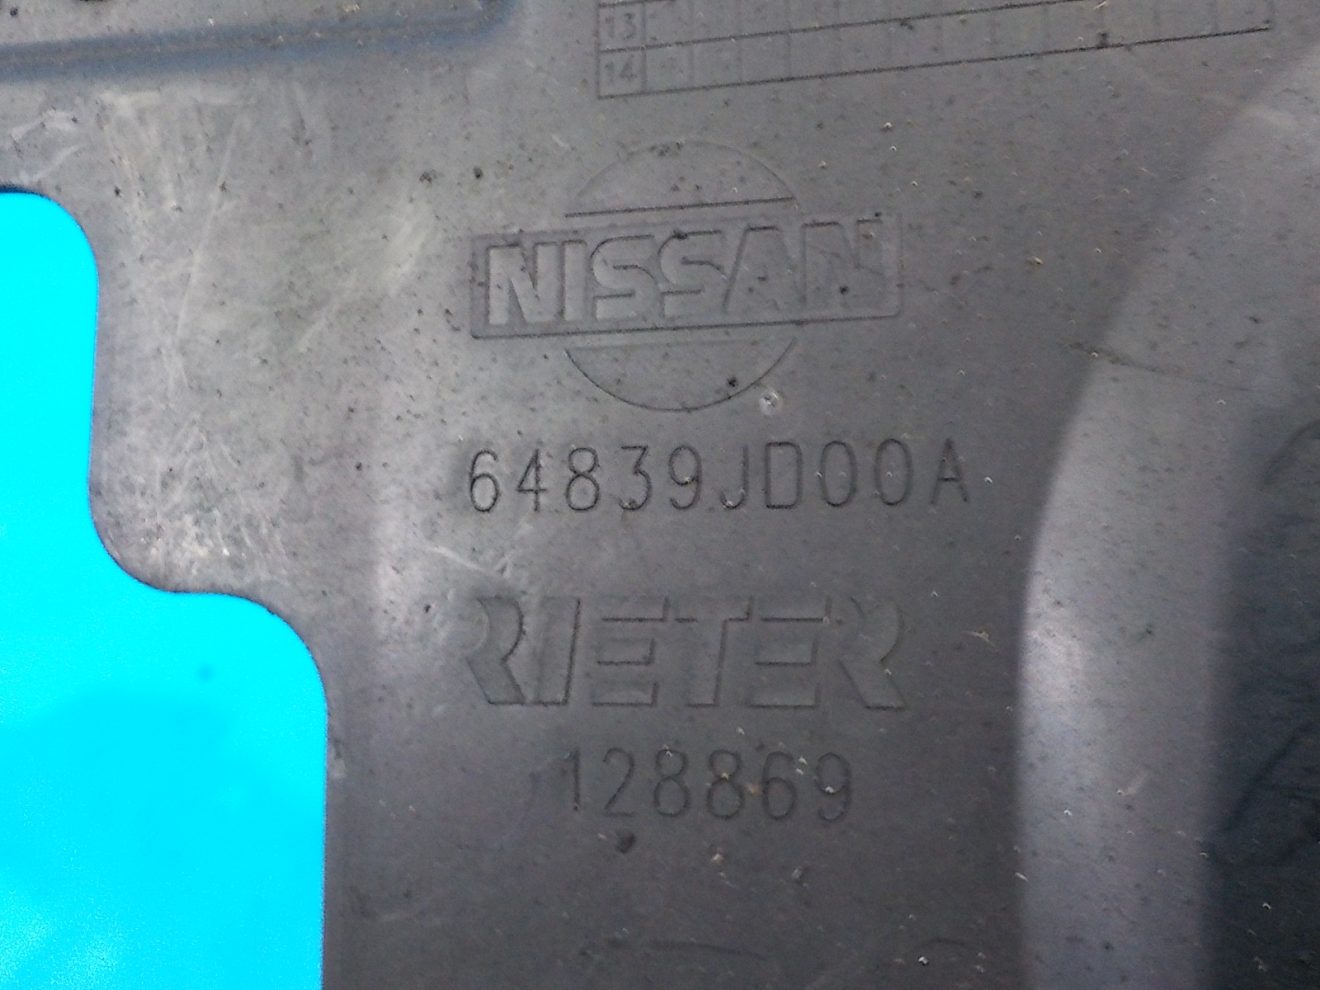 13
14
NISSAN
64839JD00A
RIETER
128869